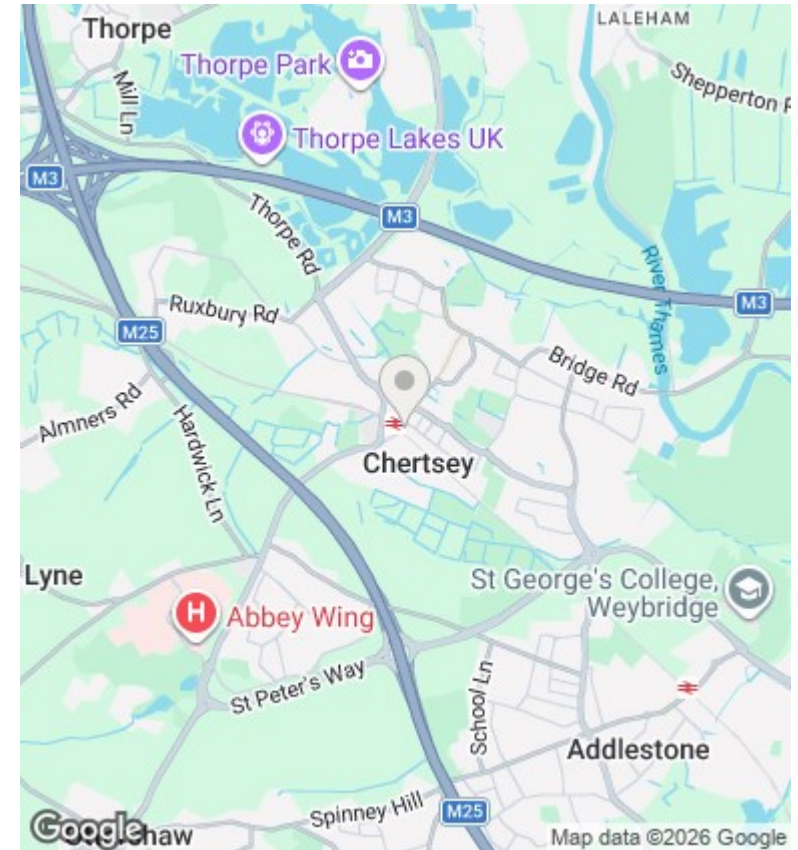 Thorpe
LALEHAM
Thorpe Park
Mill Ln
Shepperton R
Thorpe Lakes UK
M3
M3
Thorpe Rd
River Thames
Ruxbury Rd
M3
M25
Bridge Rd
Almners Rd
Hardwick Ln
Chertsey
Lyne
St George's College,
Weybridge
Abbey Wing
St Peter's Way
School Ln
Addlestone
Spinney Hill
M25
Google
shaw
Map data ©2026 Google